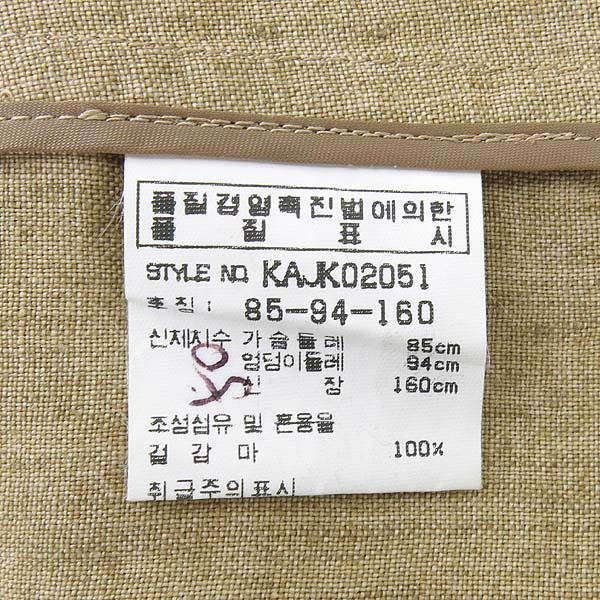 품질경영촉진법에의한
품 질 표 시
STYLE NO. KAJK02051
호칭: 85-94-160
신체치수 가슴둘레 85cm
엉덩이둘레 94cm
신 장 160cm
조성섬유 및 혼용율
겉감 마 100%
취급주의표시